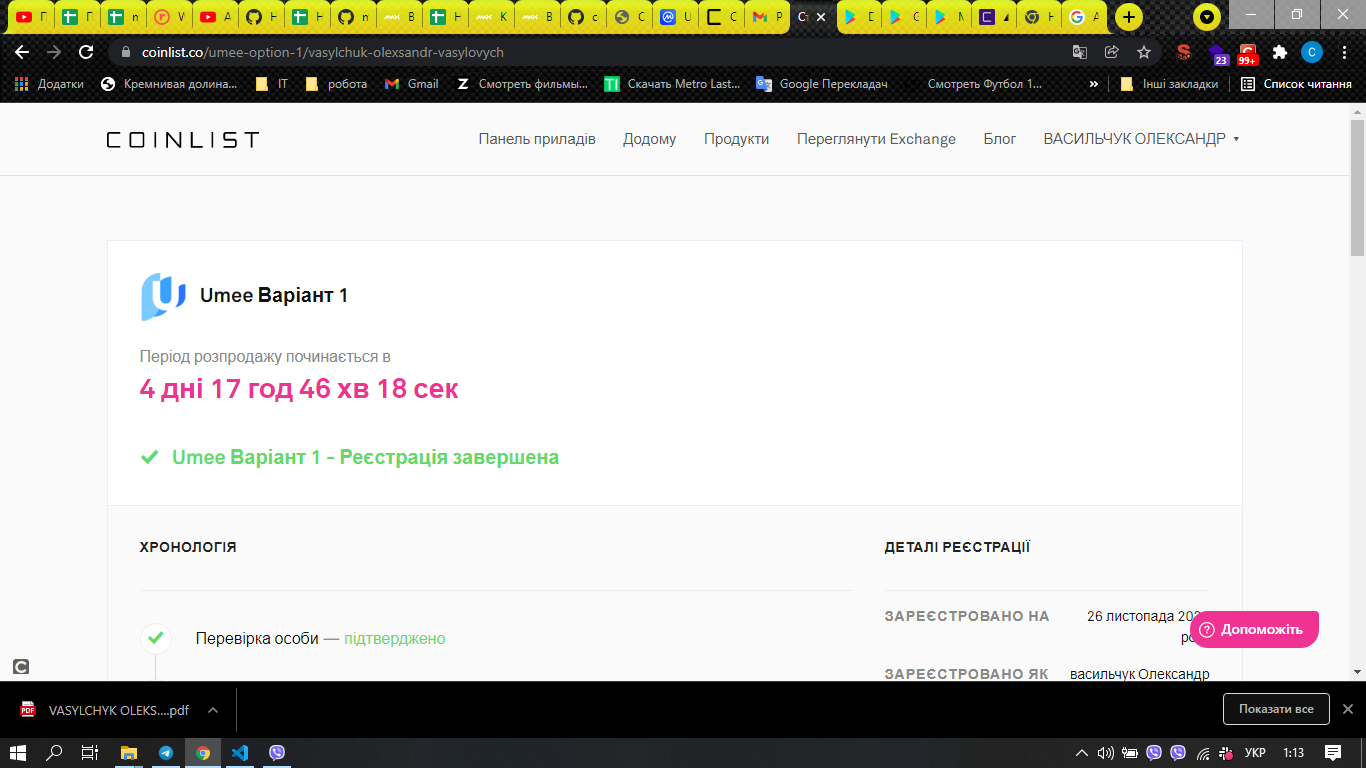 coinlist.co/umee-option-1/vasylchuk-olexsandr-vasylovych
23
99+
C
Додатки
Кремнивая долина...
IT
робота
Gmail
Смотреть фильмы...
Скачать Metro Last...
Google Перекладач
Смотреть Футбол 1...
»
Інші закладки
Список читання
COINLIST
Панель приладів
Додому
Продукти
Переглянути Exchange
Блог
ВАСИЛЬЧУК ОЛЕКСАНДР
Umee Варіант 1
Період розпродажу починається в
4 дні 17 год 46 хв 18 сек
Umee Варіант 1 - Реєстрація завершена
ХРОНОЛОГІЯ
ДЕТАЛІ РЕЄСТРАЦІЇ
Перевірка особи — підтверджено
ЗАРЕЄСТРОВАНО НА
26 листопада 202
ро
Допоможіть
ЗАРЕЄСТРОВАНО ЯК
васильчук Олександр
PDF
VASYLCHYK OLEKS....pdf
Показати все
УКР
1:13